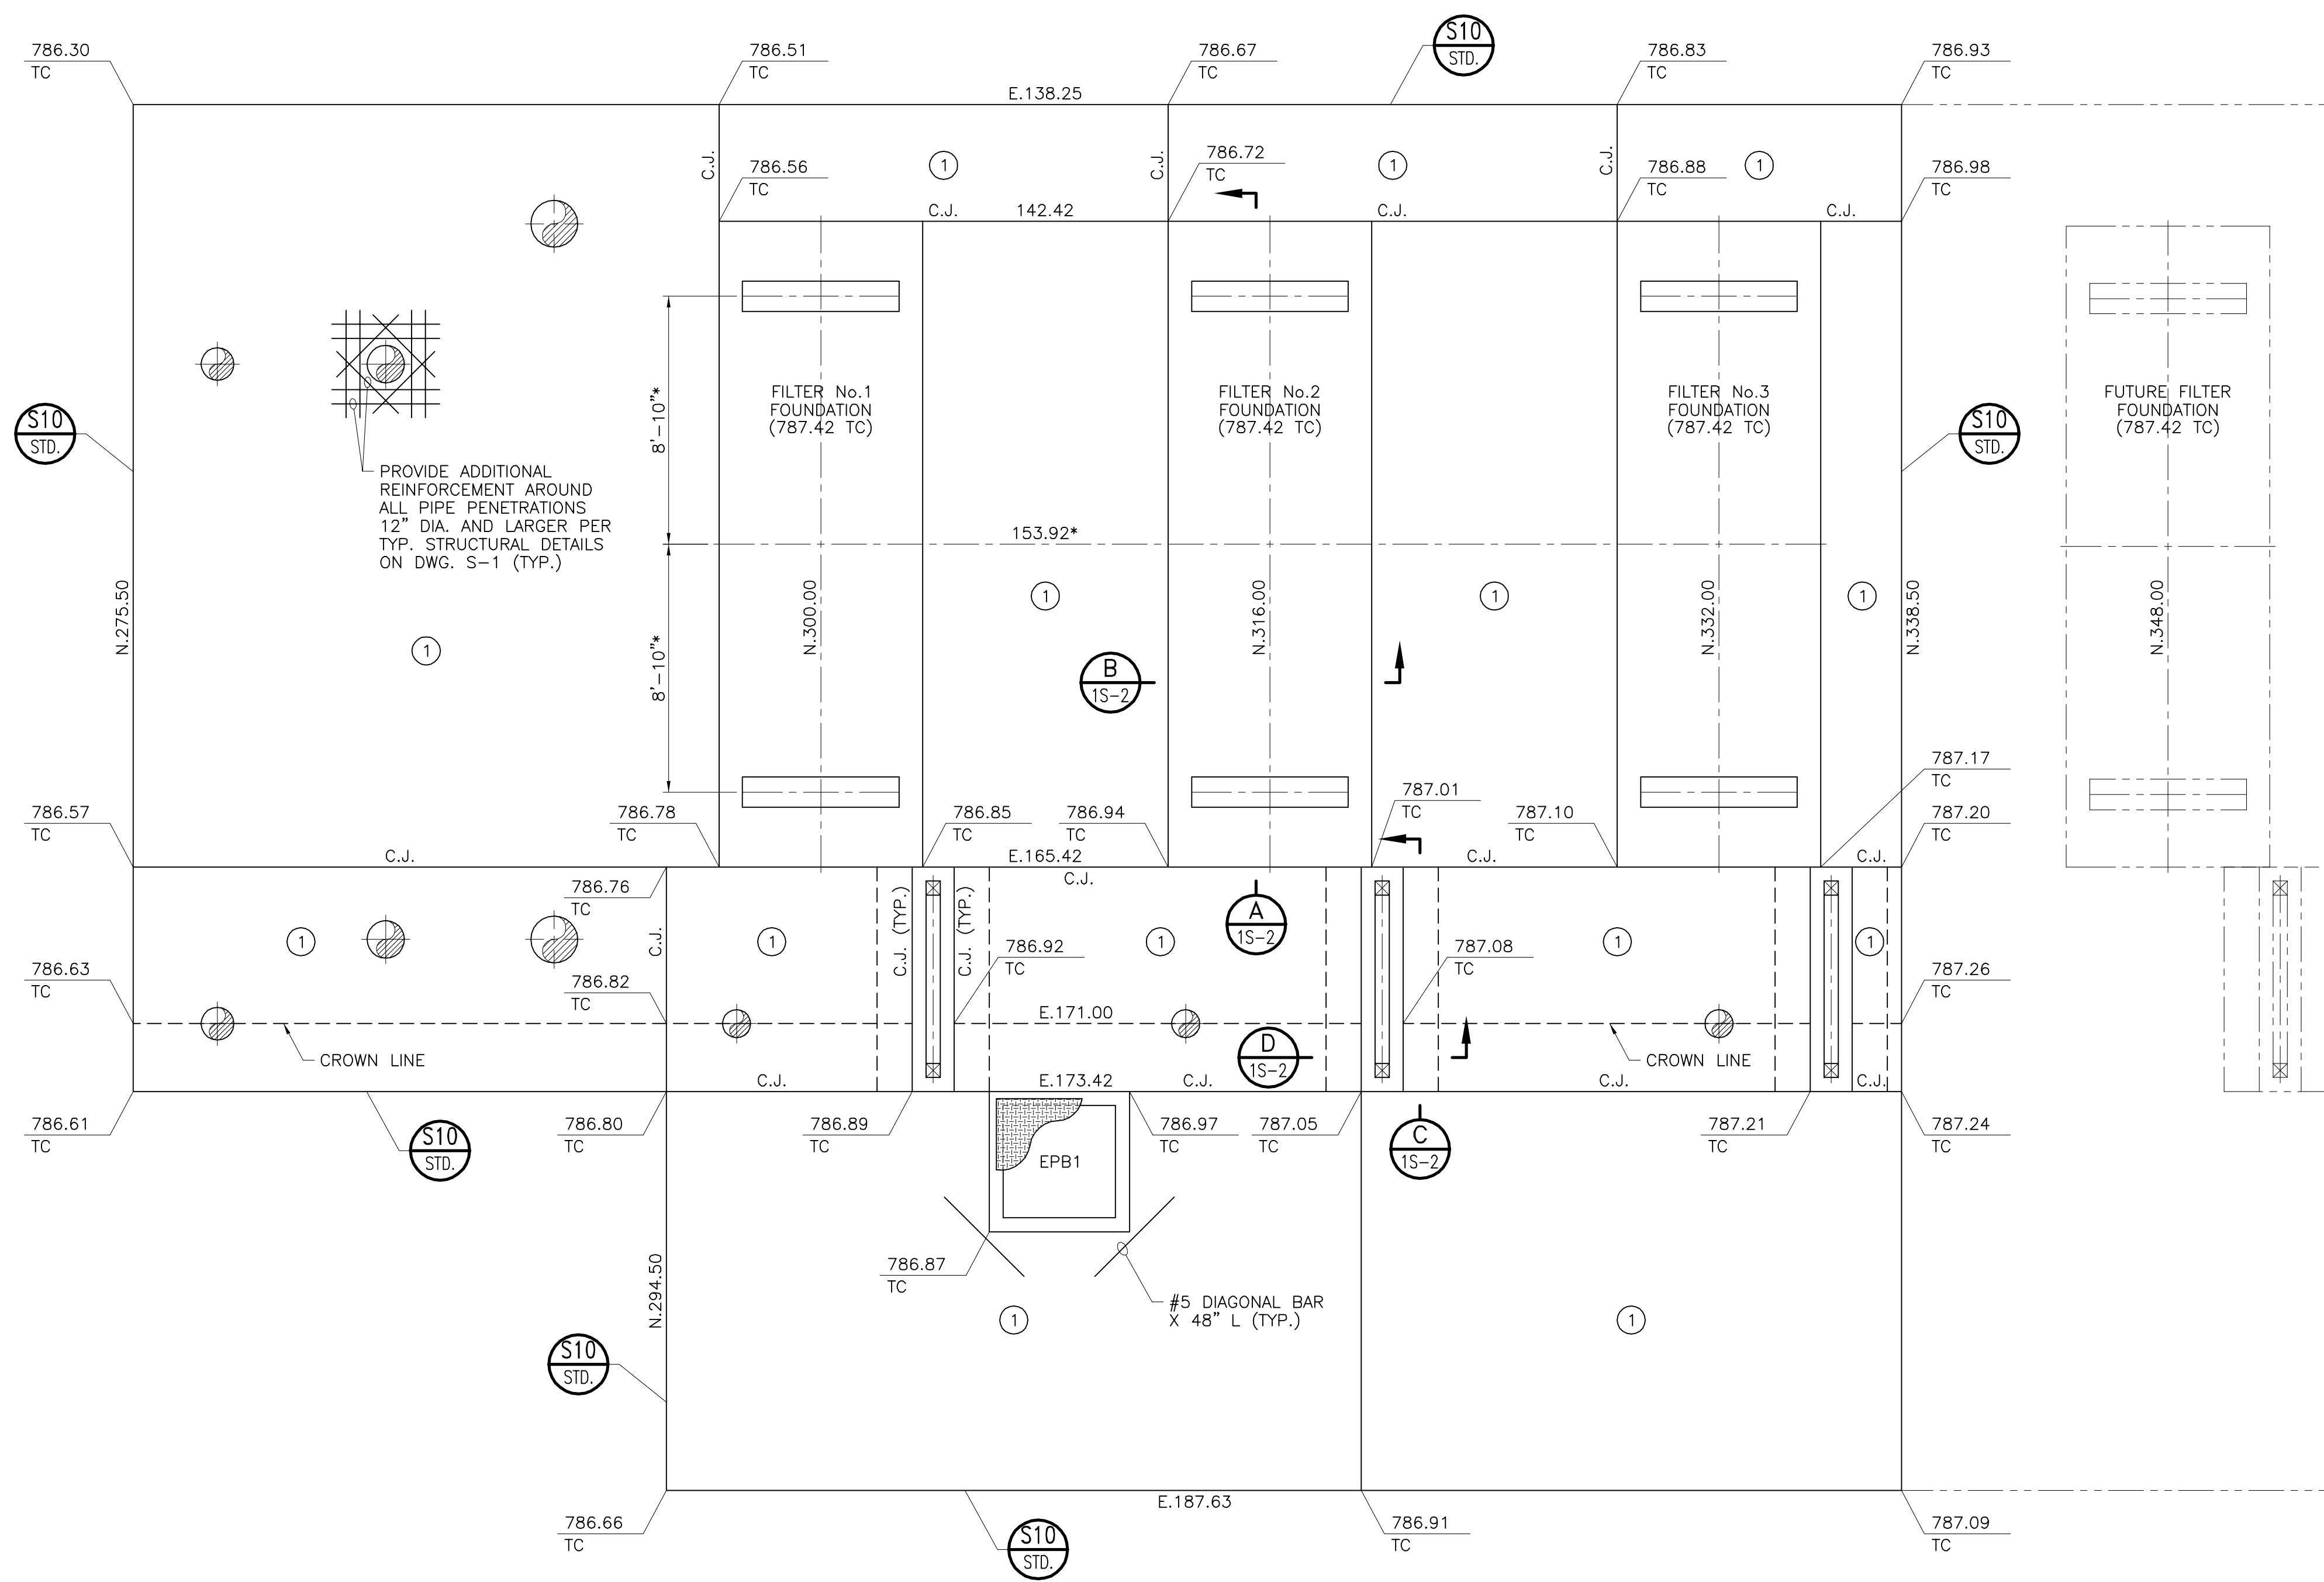 786.30
TC
786.51
TC
786.67
TC
S10
STD.
786.83
TC
786.93
TC
E.138.25
C.J.
786.56
TC
1
C.J.
786.72
TC
1
C.J.
786.88
TC
1
786.98
TC
C.J.
142.42
C.J.
C.J.
S10
STD.
PROVIDE ADDITIONAL
REINFORCEMENT AROUND
ALL PIPE PENETRATIONS
12" DIA. AND LARGER PER
TYP. STRUCTURAL DETAILS
ON DWG. S-1 (TYP.)
8'-10"*
FILTER No.1
FOUNDATION
(787.42 TC)
FILTER No.2
FOUNDATION
(787.42 TC)
FILTER No.3
FOUNDATION
(787.42 TC)
S10
STD.
FUTURE FILTER
FOUNDATION
(787.42 TC)
153.92*
N.275.50
1
8'-10"*
N.300.00
1
N.316.00
1
N.332.00
1
N.338.50
N.348.00
B
1S-2
786.57
TC
786.78
TC
786.85
TC
786.94
TC
787.01
TC
787.10
TC
787.17
TC
787.20
TC
C.J.
E.165.42
C.J.
C.J.
C.J.
786.76
TC
C.J. (TYP.)
C.J. (TYP.)
A
1S-2
1
C.J.
1
786.92
TC
1
787.08
TC
1
1
786.63
TC
786.82
TC
787.26
TC
E.171.00
CROWN LINE
D
1S-2
CROWN LINE
C.J.
E.173.42
C.J.
C.J.
C.J.
786.61
TC
S10
STD.
786.80
TC
786.89
TC
EPB1
786.97
TC
787.05
TC
C
1S-2
787.21
TC
787.24
TC
N.294.50
786.87
TC
#5 DIAGONAL BAR
X 48" L (TYP.)
1
1
S10
STD.
E.187.63
786.66
TC
S10
STD.
786.91
TC
787.09
TC